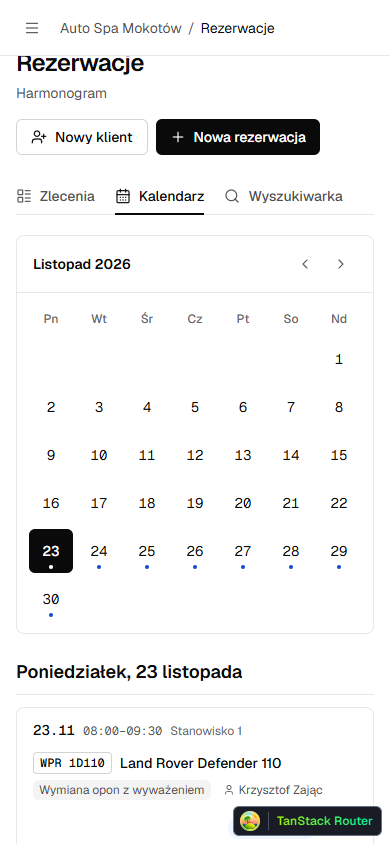 Auto Spa Mokotów / Rezerwacje
Rezerwacje
Harmonogram
Nowy klient
Nowa rezerwacja
Zlecenia Kalendarz Wyszukiwarka
Listopad 2026
Pn Wt Śr Cz Pt So Nd
1
2 3 4 5 6 7 8
9 10 11 12 13 14 15
16 17 18 19 20 21 22
23 24 25 26 27 28 29
30
Poniedziałek, 23 listopada
23.11 08:00–09:30 Stanowisko 1
WPR 1D110 Land Rover Defender 110
Wymiana opon z wyważeniem Krzysztof Zając
TanStack Router